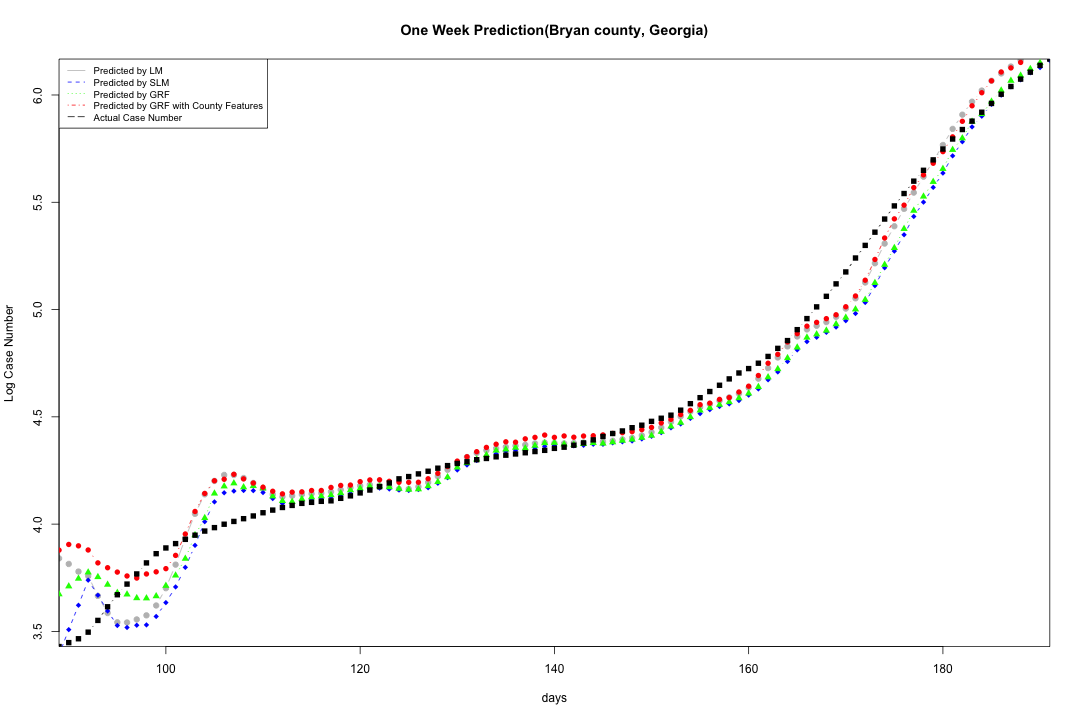 One Week Prediction(Bryan county, Georgia)
Predicted by LM
Predicted by SLM
Predicted by GRF
Predicted by GRF with County Features
Actual Case Number
Log Case Number
6.0
5.5
5.0
4.5
4.0
3.5
100 120 140 160 180
days